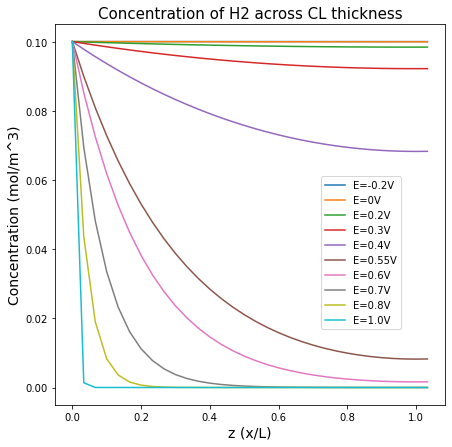 Concentration of H2 across CL thickness
Concentration (mol/m^3)
0.10
0.08
0.06
0.04
0.02
0.00
E=-0.2V
E=0V
E=0.2V
E=0.3V
E=0.4V
E=0.55V
E=0.6V
E=0.7V
E=0.8V
E=1.0V
0.0 0.2 0.4 0.6 0.8 1.0
z (x/L)